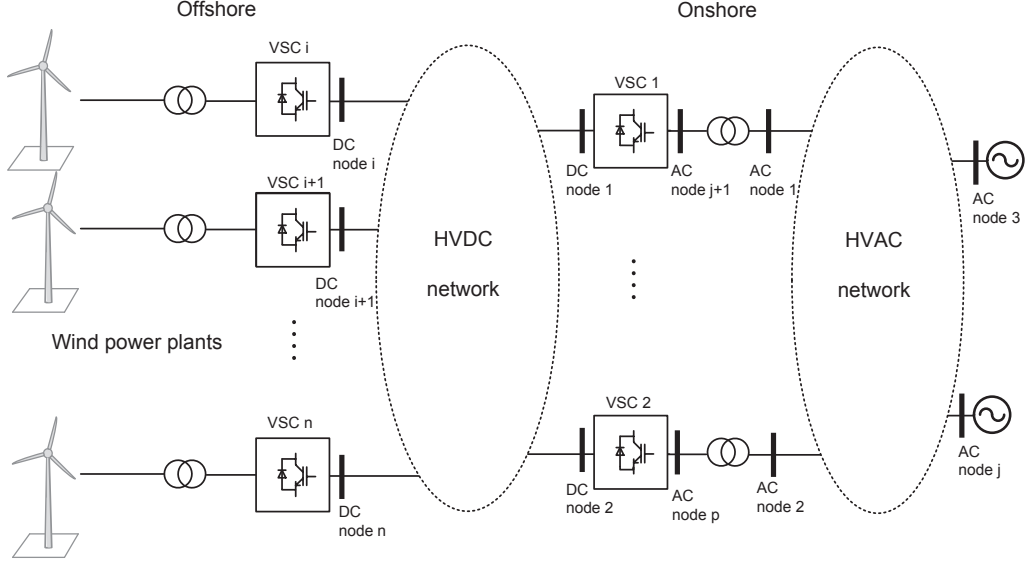 Offshore
Onshore
VSC i
DC
node i
VSC i+1
DC
node i+1
Wind power plants
VSC n
DC
node n
HVDC
network
VSC 1
DC
node 1
AC
node j+1
AC
node 1
VSC 2
DC
node 2
AC
node p
AC
node 2
HVAC
network
AC
node 3
AC
node j